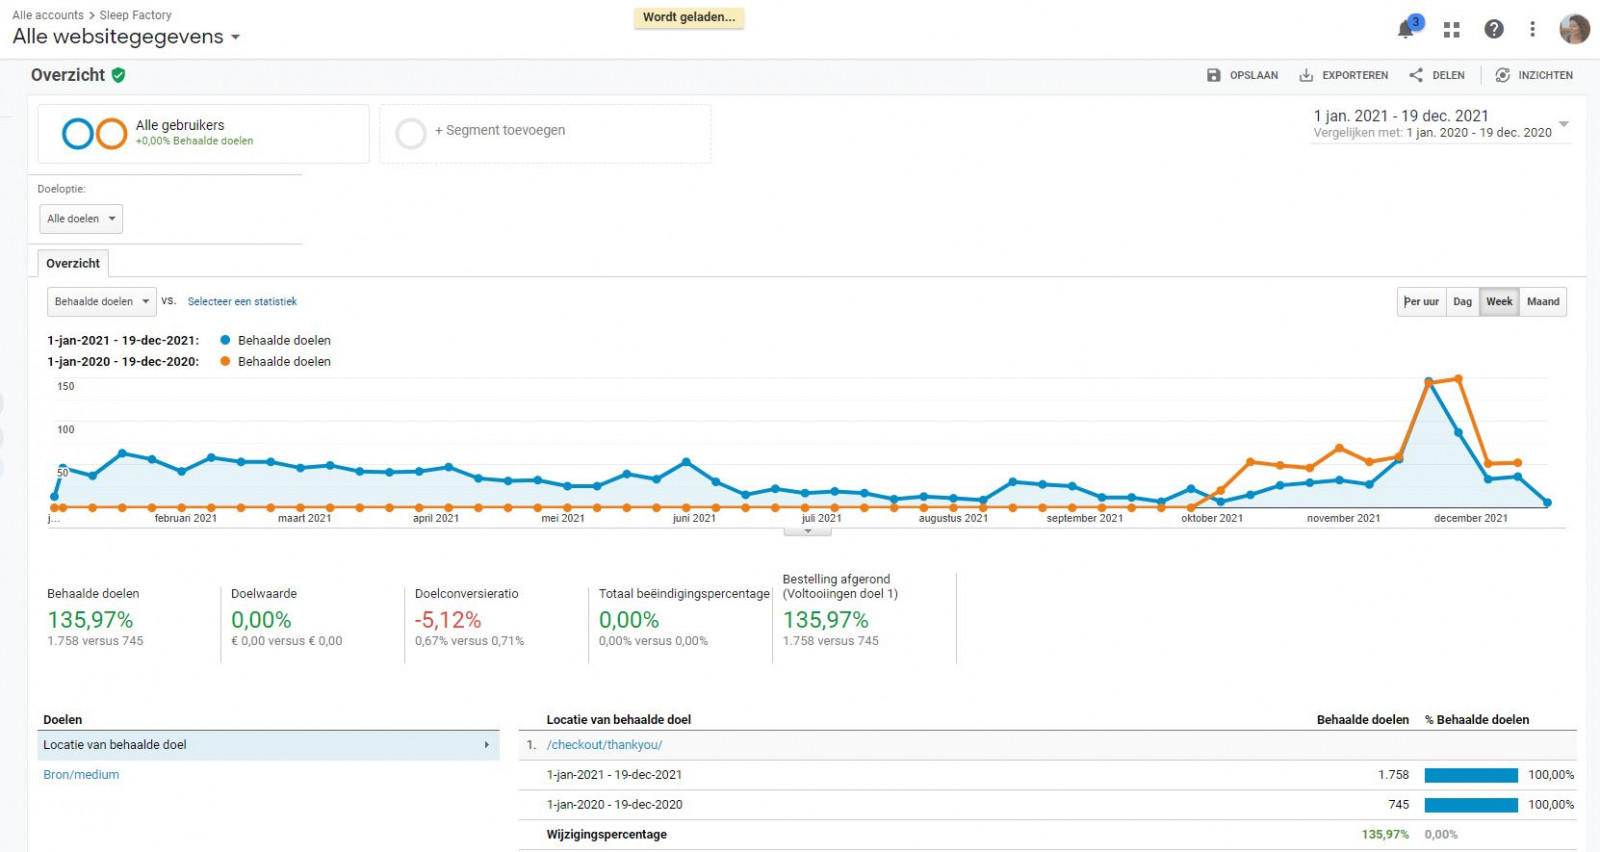 Alle accounts > Sleep Factory
Wordt geladen...
3
Alle websitegegevens
Overzicht
OPSLAAN
EXPORTEREN
DELEN
INZICHTEN
Alle gebruikers
+0,00% Behaalde doelen
+ Segment toevoegen
1 jan. 2021 - 19 dec. 2021
Vergelijken met: 1 jan. 2020 - 19 dec. 2020
Doeloptie:
Alle doelen
Overzicht
Behaalde doelen vs. Selecteer een statistiek
Per uur Dag Week Maand
1-jan-2021 - 19-dec-2021: Behaalde doelen
1-jan-2020 - 19-dec-2020: Behaalde doelen
150
100
50
j... februari 2021 maart 2021 april 2021 mei 2021 juni 2021 juli 2021 augustus 2021 september 2021 oktober 2021 november 2021 december 2021
Behaalde doelen
135,97%
1.758 versus 745
Doelwaarde
0,00%
€ 0,00 versus € 0,00
Doelconversieratio
-5,12%
0,67% versus 0,71%
Totaal beëindigingspercentage
0,00%
0,00% versus 0,00%
Bestelling afgerond
(Voltooiingen doel 1)
135,97%
1.758 versus 745
Doelen
Locatie van behaalde doel
Bron/medium
Locatie van behaalde doel Behaalde doelen % Behaalde doelen
1. /checkout/thankyou/
1-jan-2021 - 19-dec-2021 1.758 100,00%
1-jan-2020 - 19-dec-2020 745 100,00%
Wijzigingspercentage 135,97% 0,00%